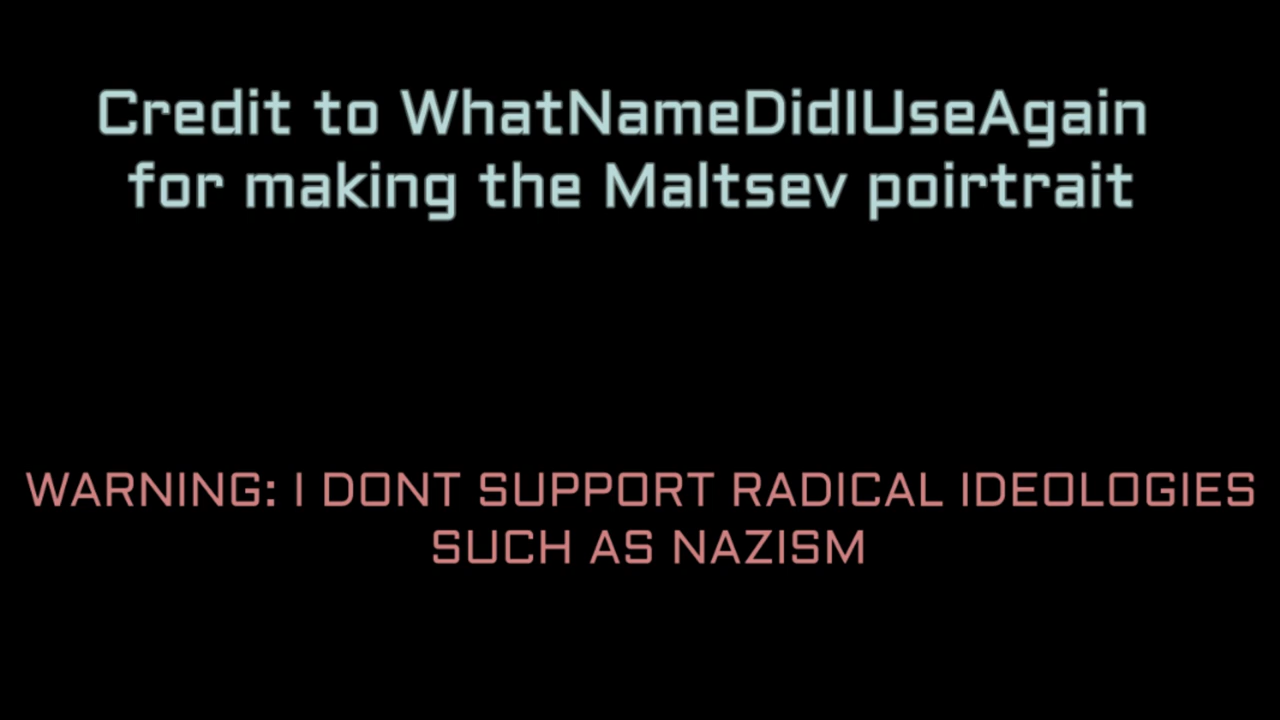 Credit to WhatNameDidIUseAgain
for making the Maltsev poirtrait
WARNING: I DONT SUPPORT RADICAL IDEOLOGIES
SUCH AS NAZISM